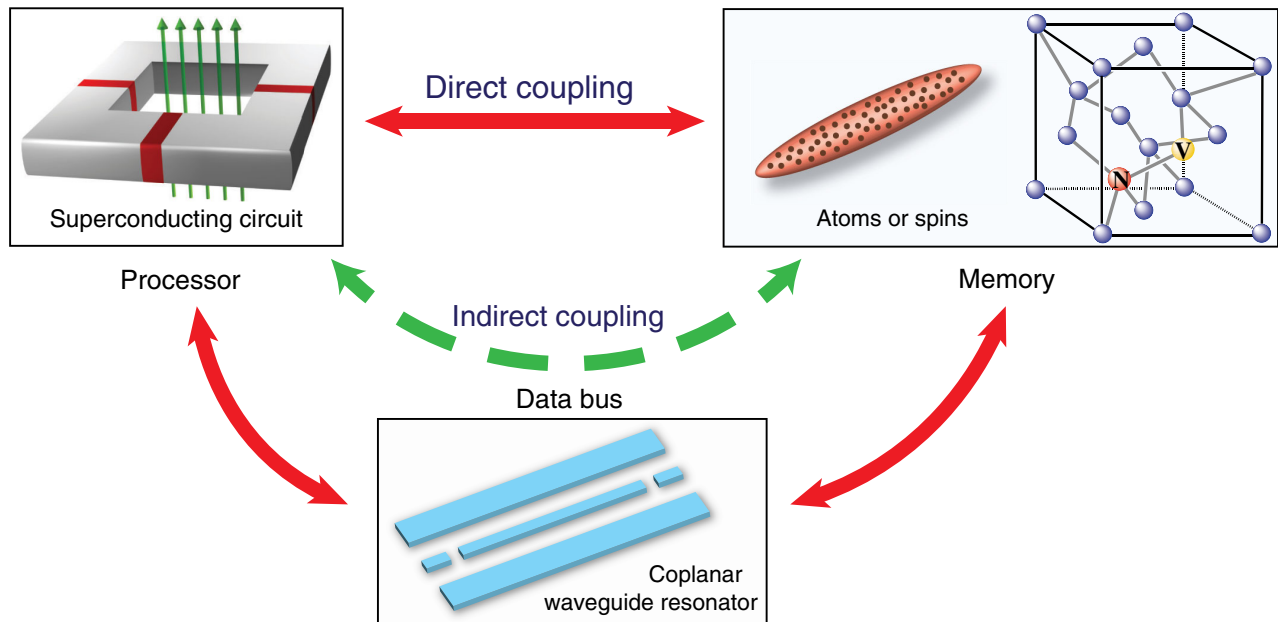 Direct coupling
Superconducting circuit
Atoms or spins
V
N
Processor
Memory
Indirect coupling
Data bus
Coplanar
waveguide resonator